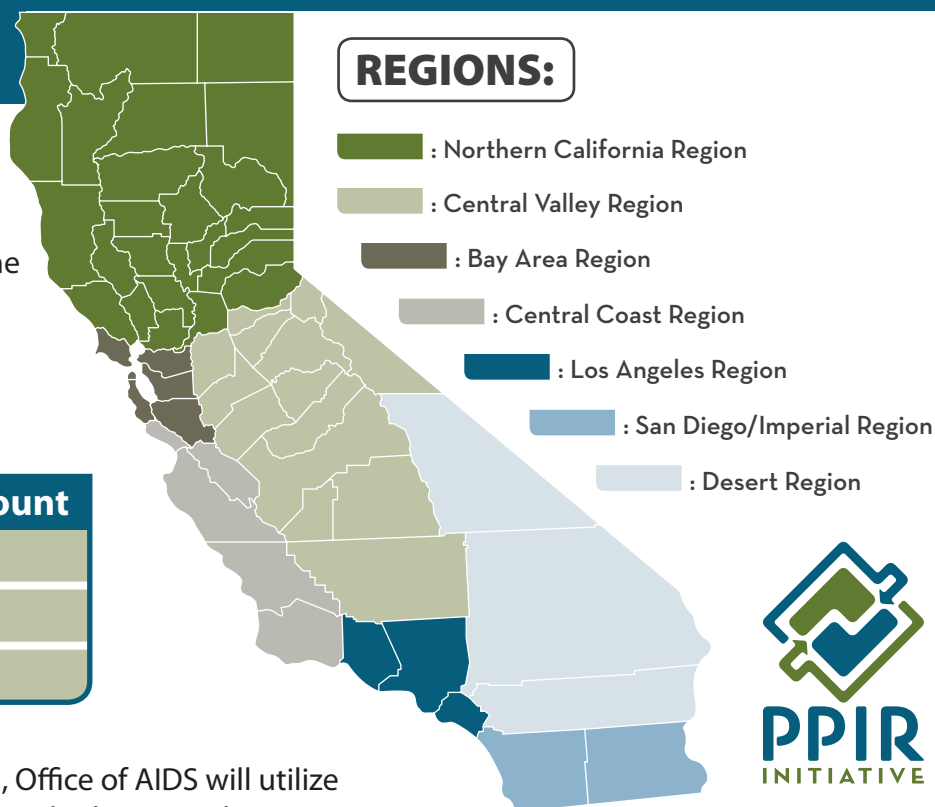 REGIONS:
: Northern California Region
: Central Valley Region
: Bay Area Region
: Central Coast Region
: Los Angeles Region
: San Diego/Imperial Region
: Desert Region
, Office of AIDS will utilize
PPIR
INITIATIVE